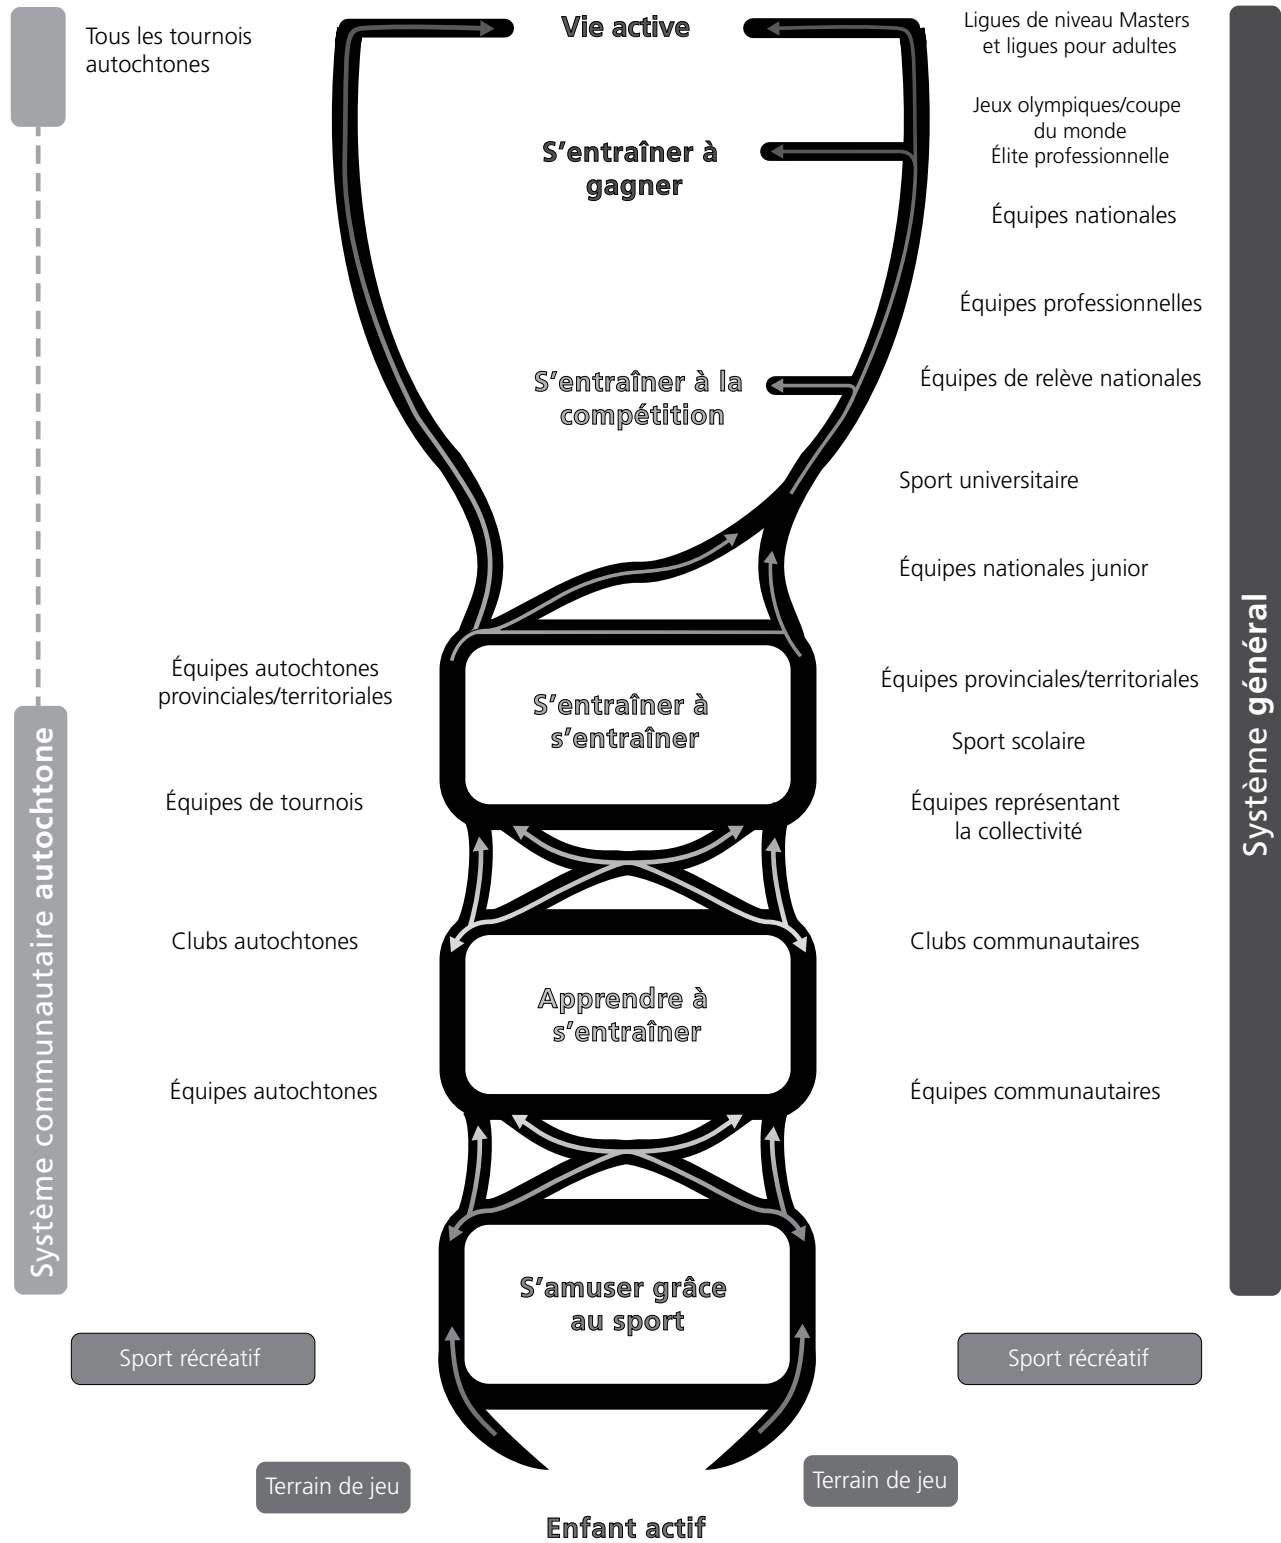 Tous les tournois
autochtones
Vie active
Ligues de niveau Masters
et ligues pour adultes
Jeux olympiques/coupe
du monde
Élite professionnelle
S’entraîner à
gagner
Équipes nationales
Équipes professionnelles
S’entraîner à la
compétition
Équipes de relève nationales
Sport universitaire
Équipes nationales junior
Équipes autochtones
provinciales/territoriales
S’entraîner à
s’entraîner
Équipes provinciales/territoriales
Sport scolaire
Équipes de tournois
Équipes représentant
la collectivité
Clubs autochtones
Clubs communautaires
Apprendre à
s’entraîner
Équipes autochtones
Équipes communautaires
S’amuser grâce
au sport
Sport récréatif
Sport récréatif
Terrain de jeu
Terrain de jeu
Enfant actif
Système communautaire autochtone
Système général